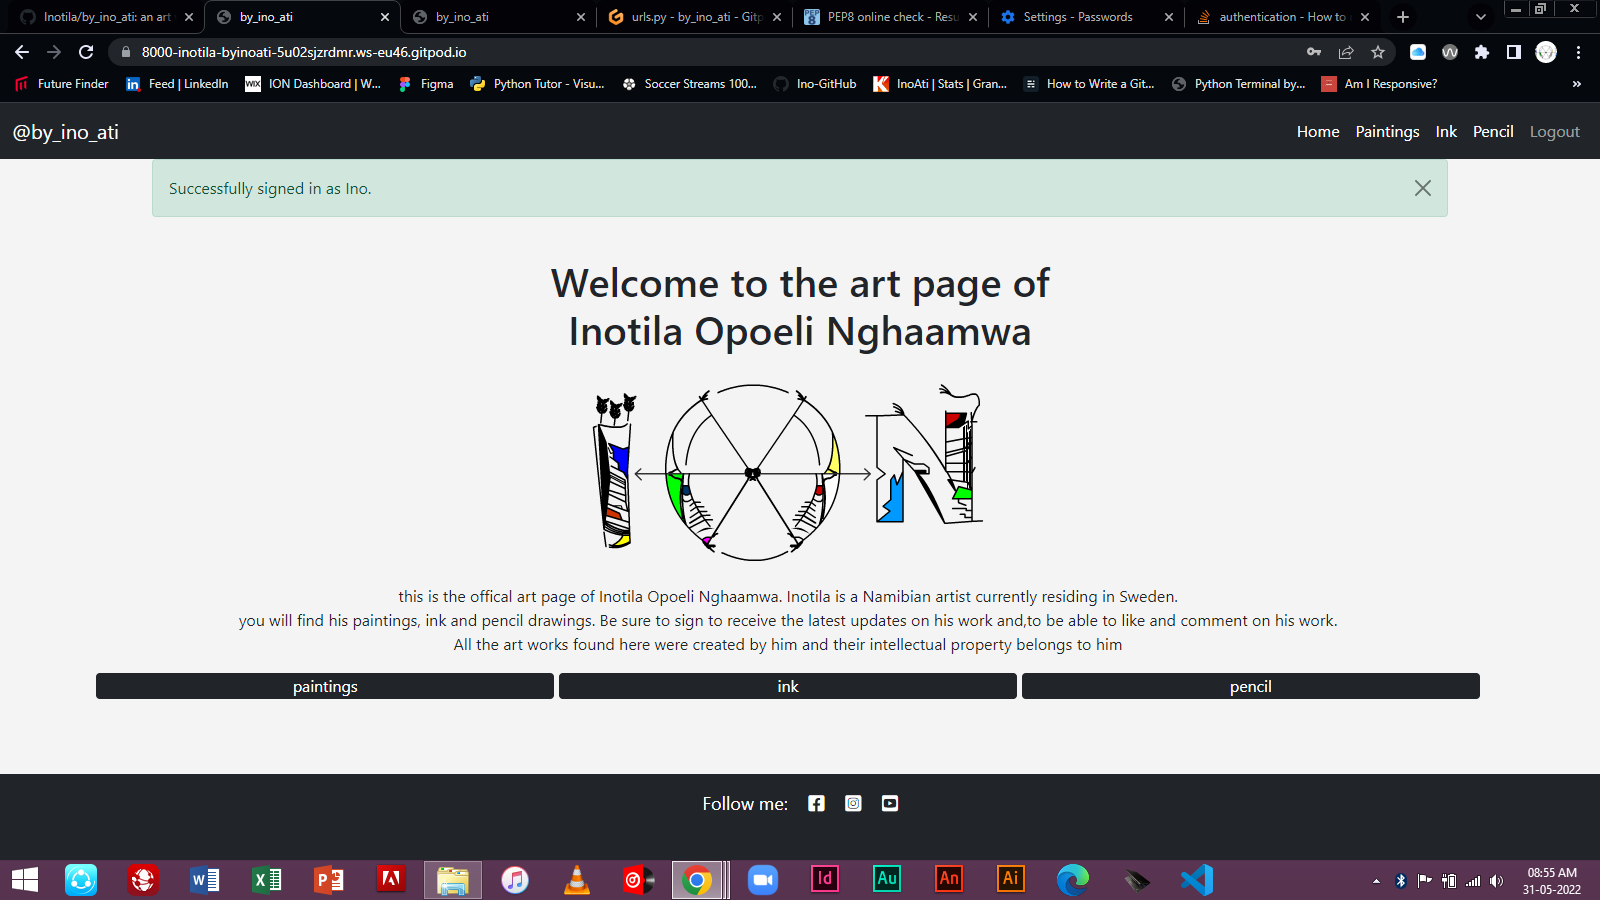 Inotila/by_ino_ati: an art
by_ino_ati
by_ino_ati
urls.py - by_ino_ati - Gitp
PEP8 online check - Resu
Settings - Passwords
authentication - How to
8000-inotila-byinoati-5u02sjzrdmr.ws-eu46.gitpod.io
Future Finder
Feed | LinkedIn
WIX ION Dashboard | W...
Figma
Python Tutor - Visu...
Soccer Streams 100...
Ino-GitHub
InoAti | Stats | Gran...
How to Write a Git...
Python Terminal by...
Am I Responsive?
@by_ino_ati
Home Paintings Ink Pencil Logout
Successfully signed in as Ino.
Welcome to the art page of
Inotila Opoeli Nghaamwa
ION
this is the offical art page of Inotila Opoeli Nghaamwa. Inotila is a Namibian artist currently residing in Sweden.
you will find his paintings, ink and pencil drawings. Be sure to sign to receive the latest updates on his work and,to be able to like and comment on his work.
All the art works found here were created by him and their intellectual property belongs to him
paintings
ink
pencil
Follow me:
Id Au An Ai
08:55 AM
31-05-2022